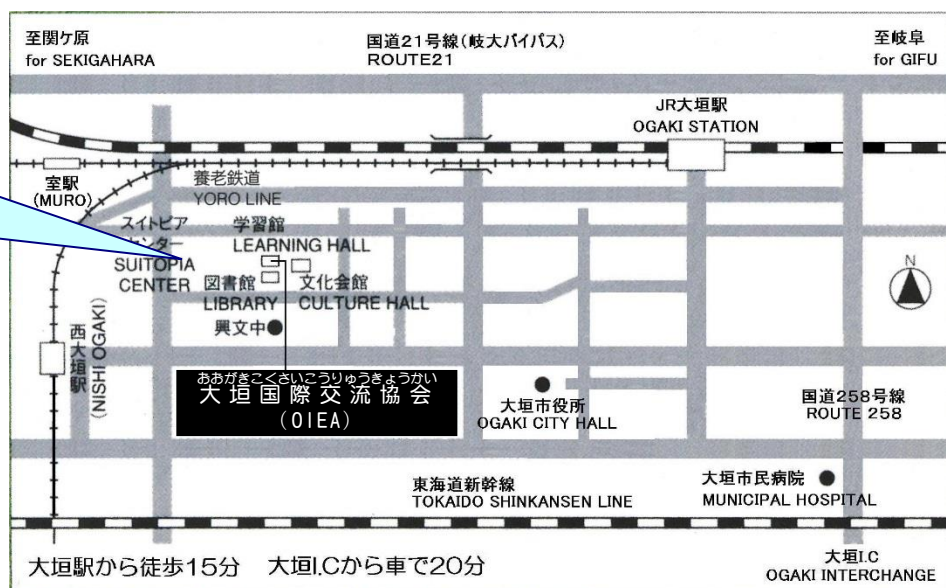 至関ケ原
for SEKIGAHARA
国道21号線(岐大バイパス)
ROUTE21
至岐阜
for GIFU
JR大垣駅
OGAKI STATION
室駅
(MURO)
養老鉄道
YORO LINE
スイトピア
センター
SUITOPIA
CENTER
学習館
LEARNING HALL
図書館
LIBRARY
文化会館
CULTURE HALL
興文中
N
西大垣駅
(NISHI OGAKI)
おおがきこくさいこうりゅうきょうかい
大垣国際交流協会
(OIEA)
大垣市役所
OGAKI CITY HALL
国道258号線
ROUTE 258
東海道新幹線
TOKAIDO SHINKANSEN LINE
大垣市民病院
MUNICIPAL HOSPITAL
大垣駅から徒歩15分 大垣I.Cから車で20分
大垣I.C
OGAKI INTERCHANGE